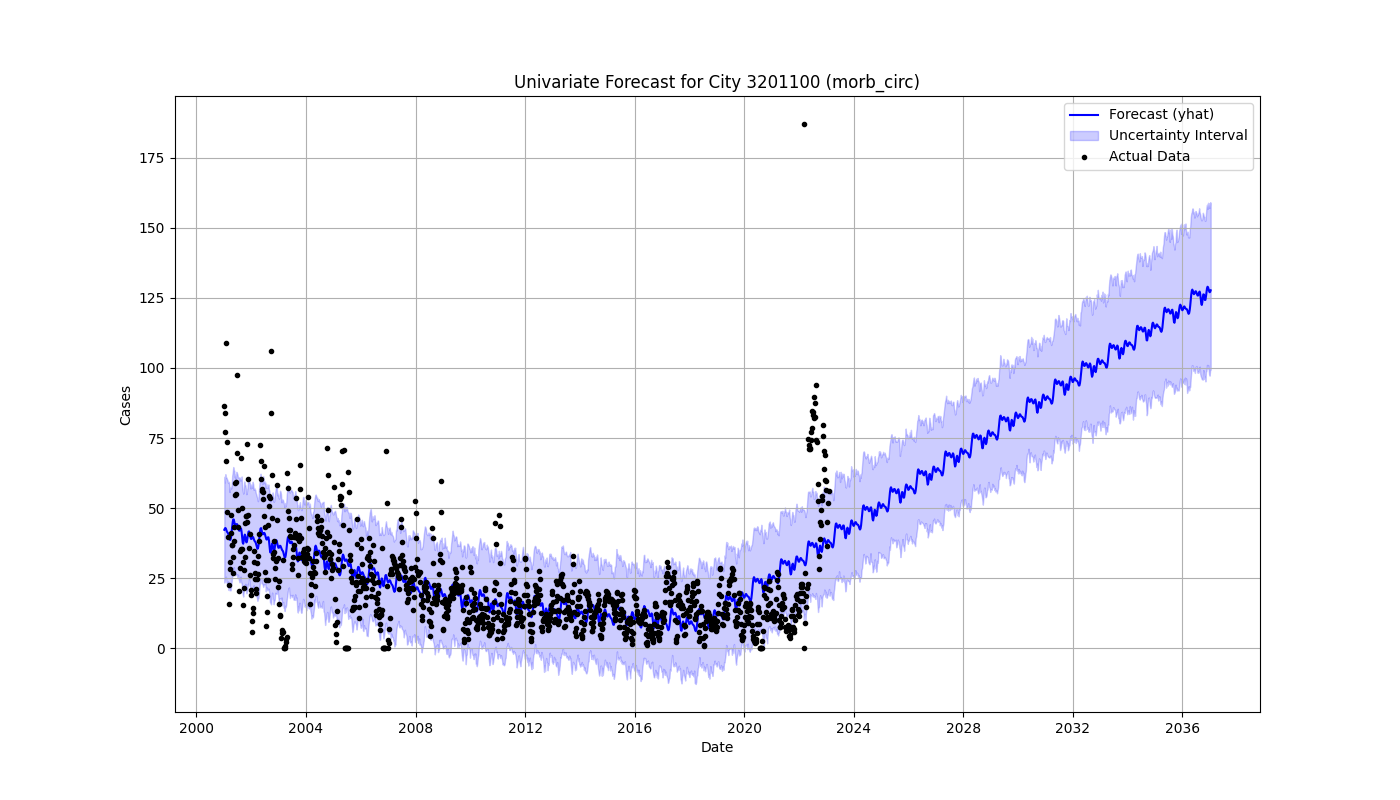 Univariate Forecast for City 3201100 (morb_circ)
Forecast (yhat)
Uncertainty Interval
Actual Data
175
150
125
100
75
50
25
0
Cases
2000 2004 2008 2012 2016 2020 2024 2028 2032 2036
Date